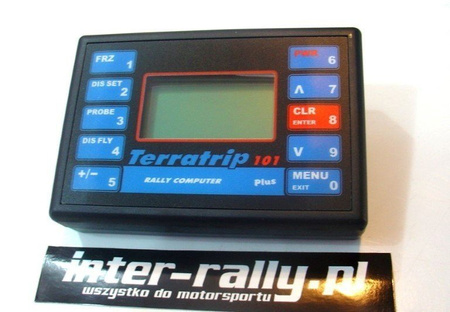 FRZ 1
DIS SET 2
PROBE 3
DIS FLY 4
+/− 5
PWR 6
Λ 7
CLR ENTER 8
V 9
MENU EXIT 0
Terratrip 101
RALLY COMPUTER plus
inter-rally.pl
wszystko do motorsportu